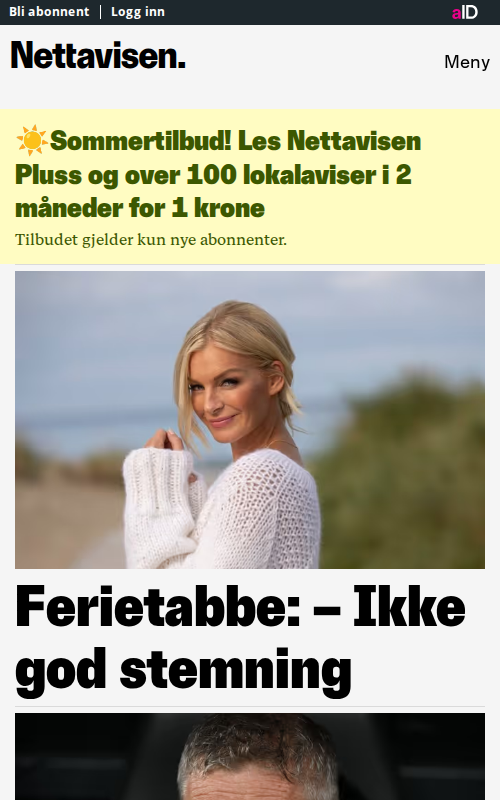 Bli abonnent | Logg inn
aID
Nettavisen.
Meny
☀️Sommertilbud! Les Nettavisen
Pluss og over 100 lokalaviser i 2
måneder for 1 krone
Tilbudet gjelder kun nye abonnenter.
Ferietabbe: – Ikke
god stemning